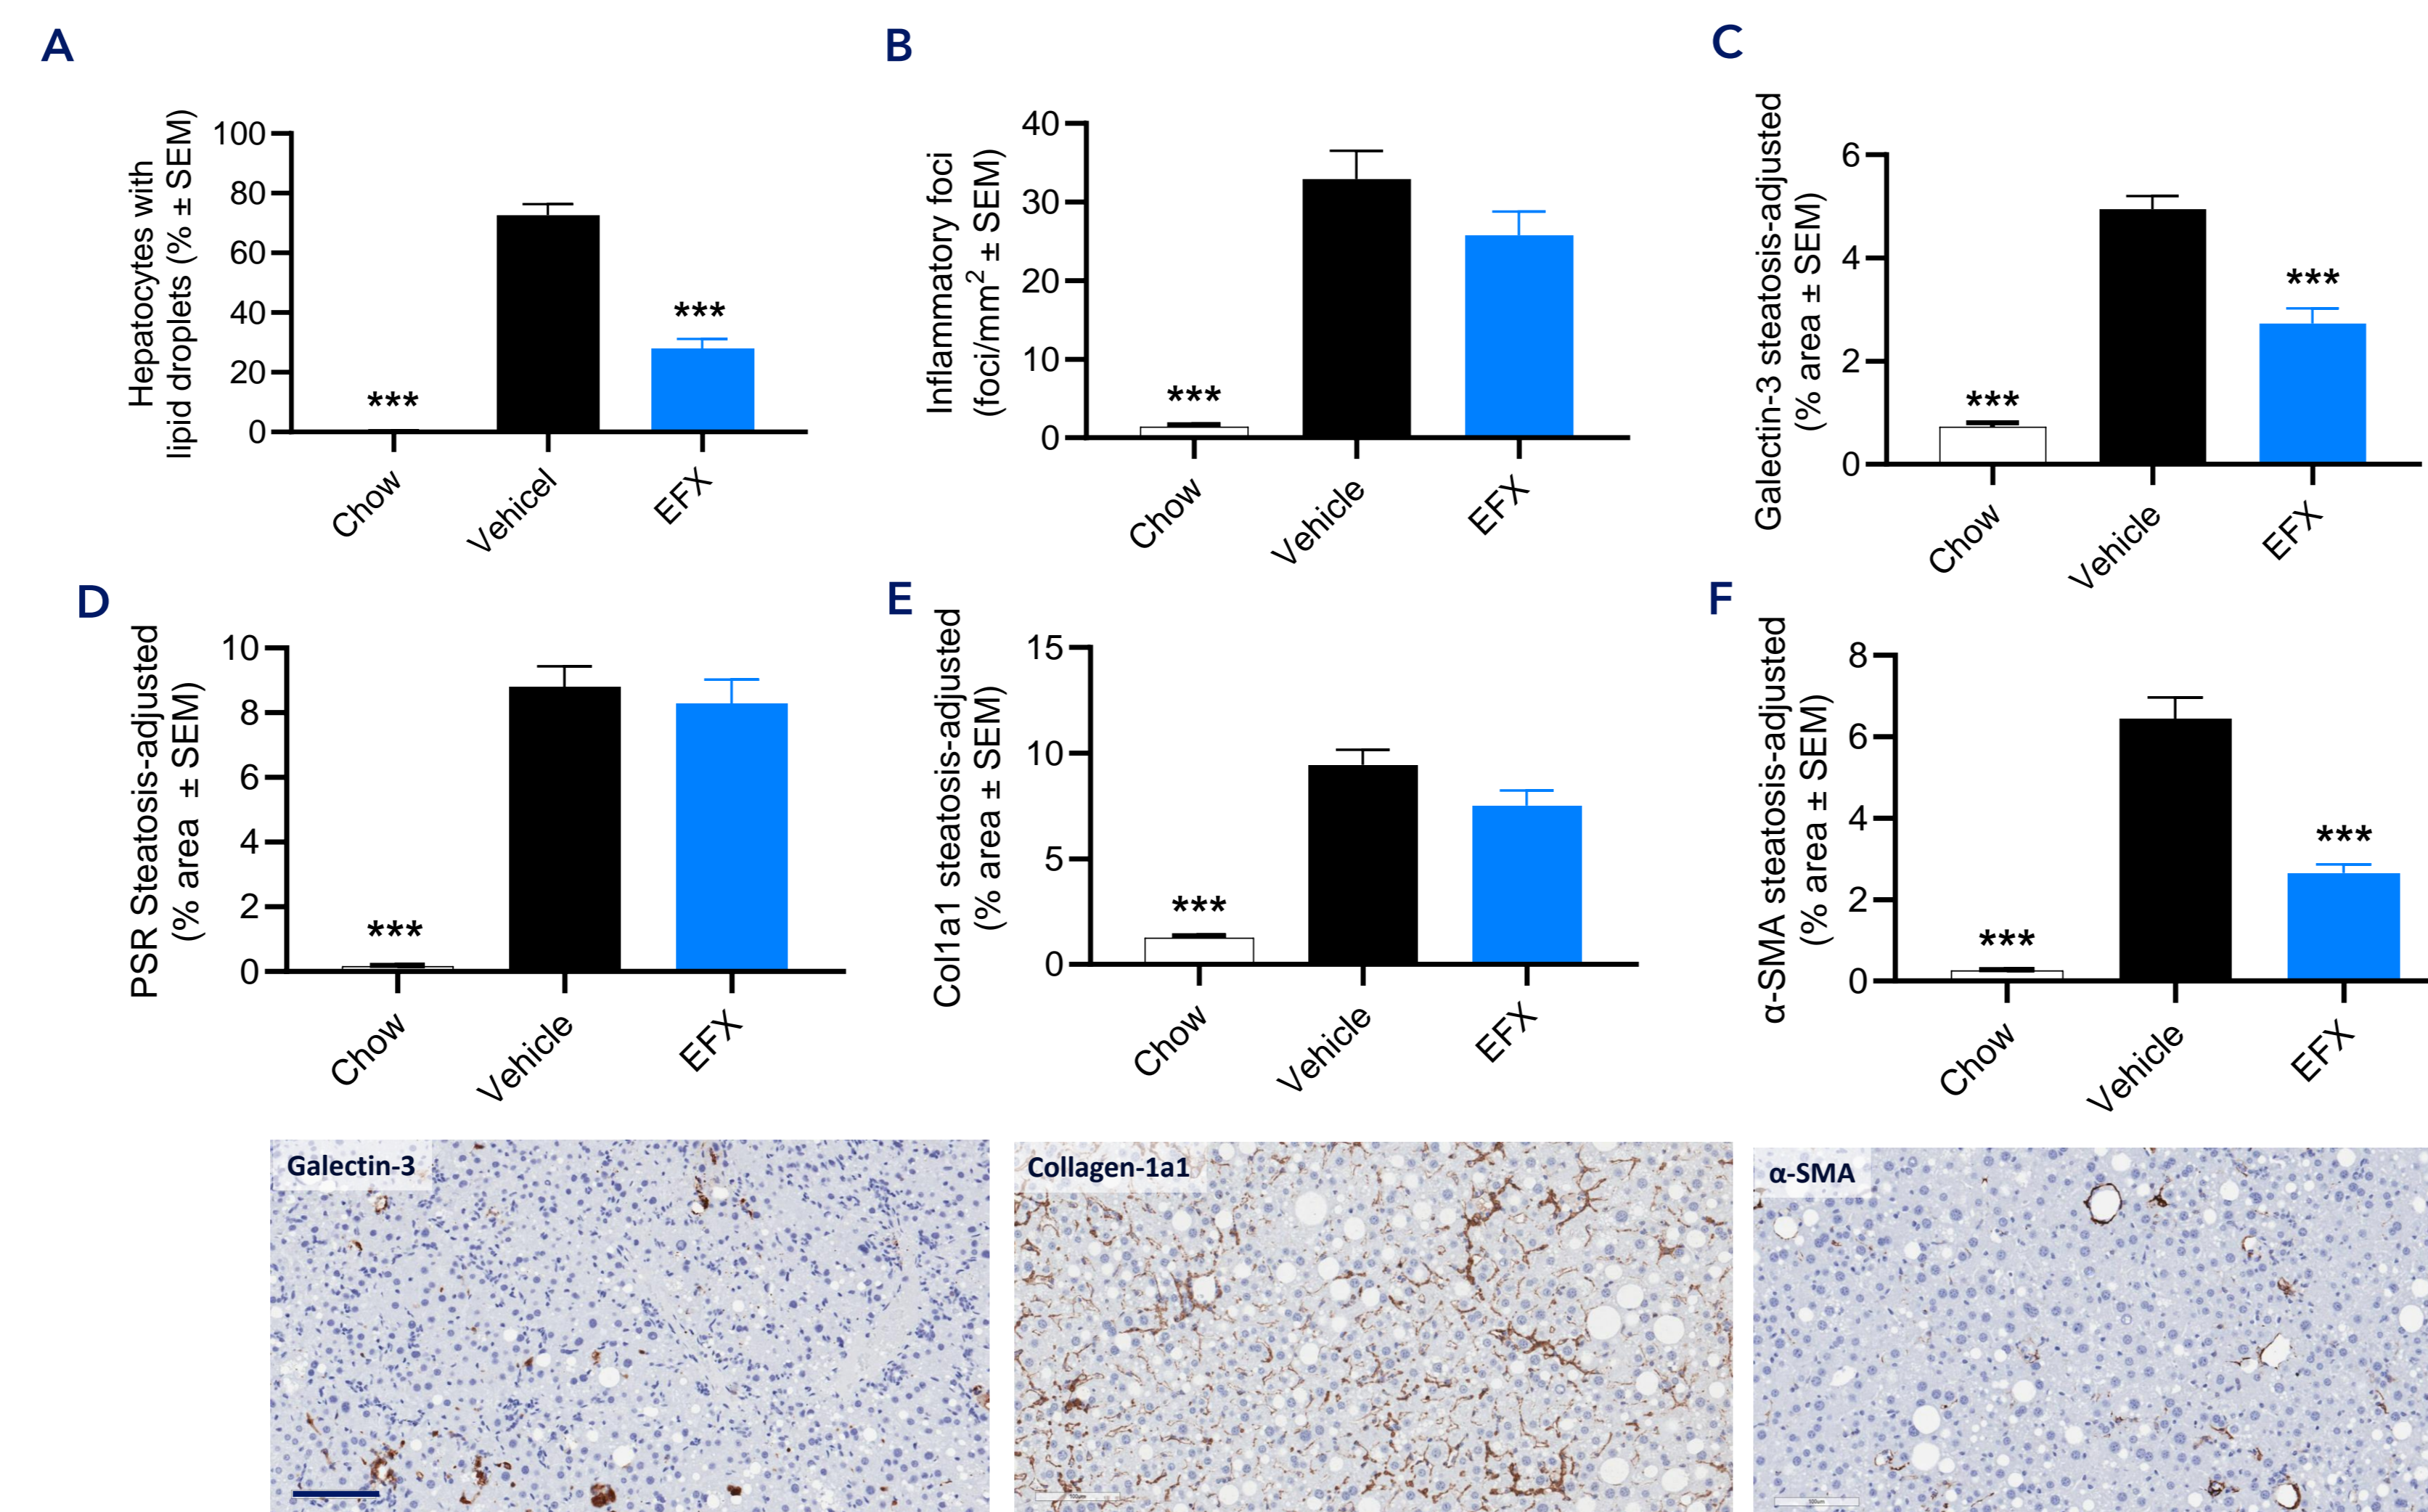 A
Hepatocytes with
lipid droplets (% ± SEM)
100
80
60
40
20
0
***
***
Chow
Vehicel
EFX
B
Inflammatory foci
(foci/mm² ± SEM)
40
30
20
10
0
***
Chow
Vehicle
EFX
C
Galectin-3 steatosis-adjusted
(% area ± SEM)
6
4
2
0
***
***
Chow
Vehicle
EFX
D
PSR Steatosis-adjusted
(% area ± SEM)
10
8
6
4
2
0
***
Chow
Vehicle
EFX
E
Col1a1 steatosis-adjusted
(% area ± SEM)
15
10
5
0
***
Chow
Vehicle
EFX
F
α-SMA steatosis-adjusted
(% area ± SEM)
8
6
4
2
0
***
***
Chow
Vehicle
EFX
Galectin-3
Collagen-1a1
α-SMA